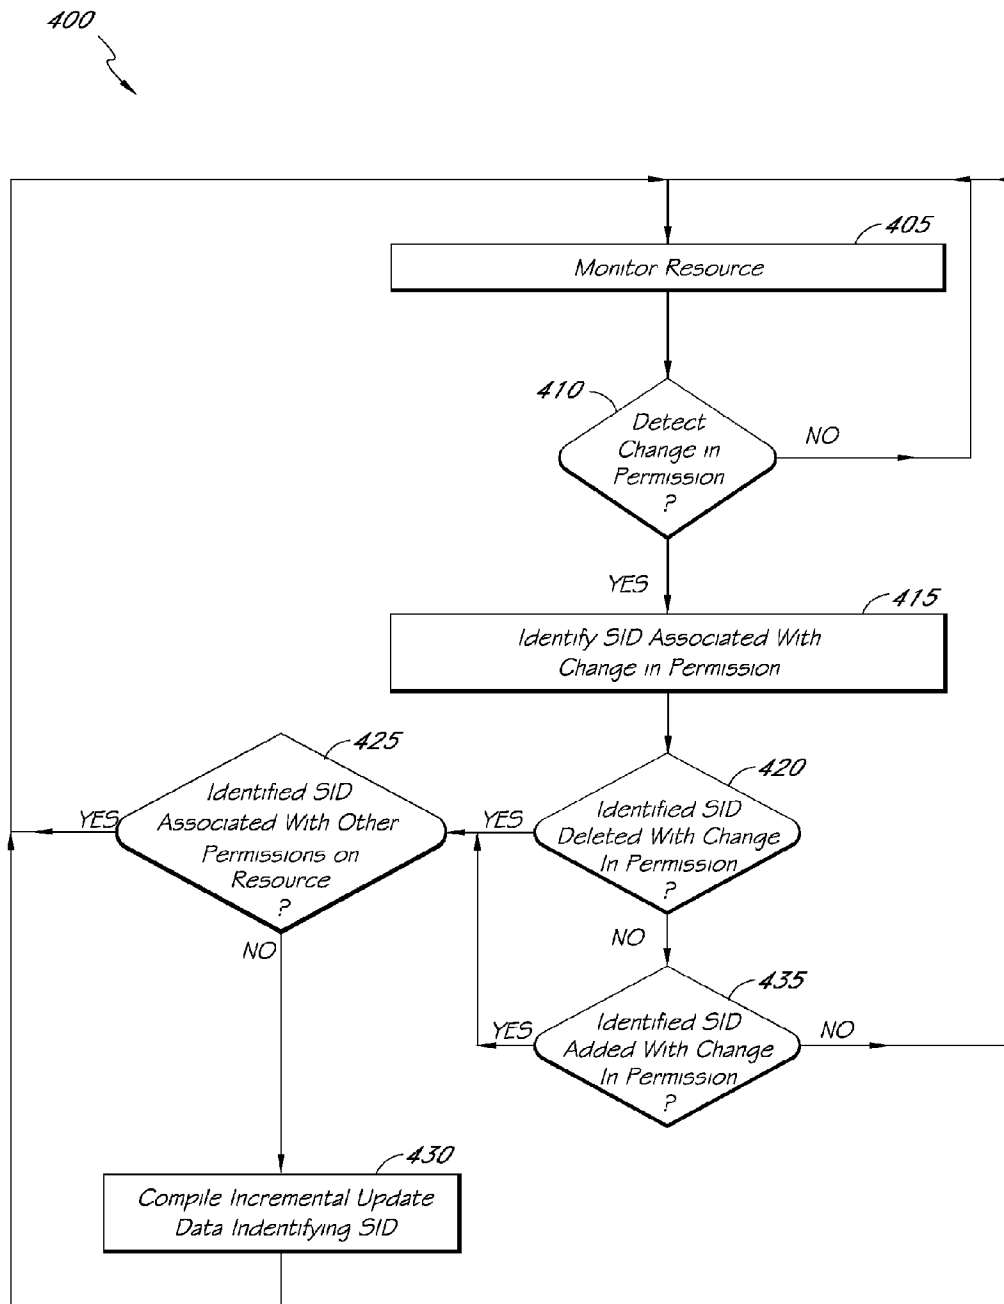 400
405
Monitor Resource
410
Detect
Change in
Permission
?
NO
YES
415
Identify SID Associated With
Change in Permission
425
Identified SID
Associated With Other
Permissions on
Resource
?
YES
NO
420
Identified SID
Deleted With Change
In Permission
?
YES
NO
435
Identified SID
Added With Change
In Permission
?
YES
NO
430
Compile Incremental Update
Data Indentifying SID